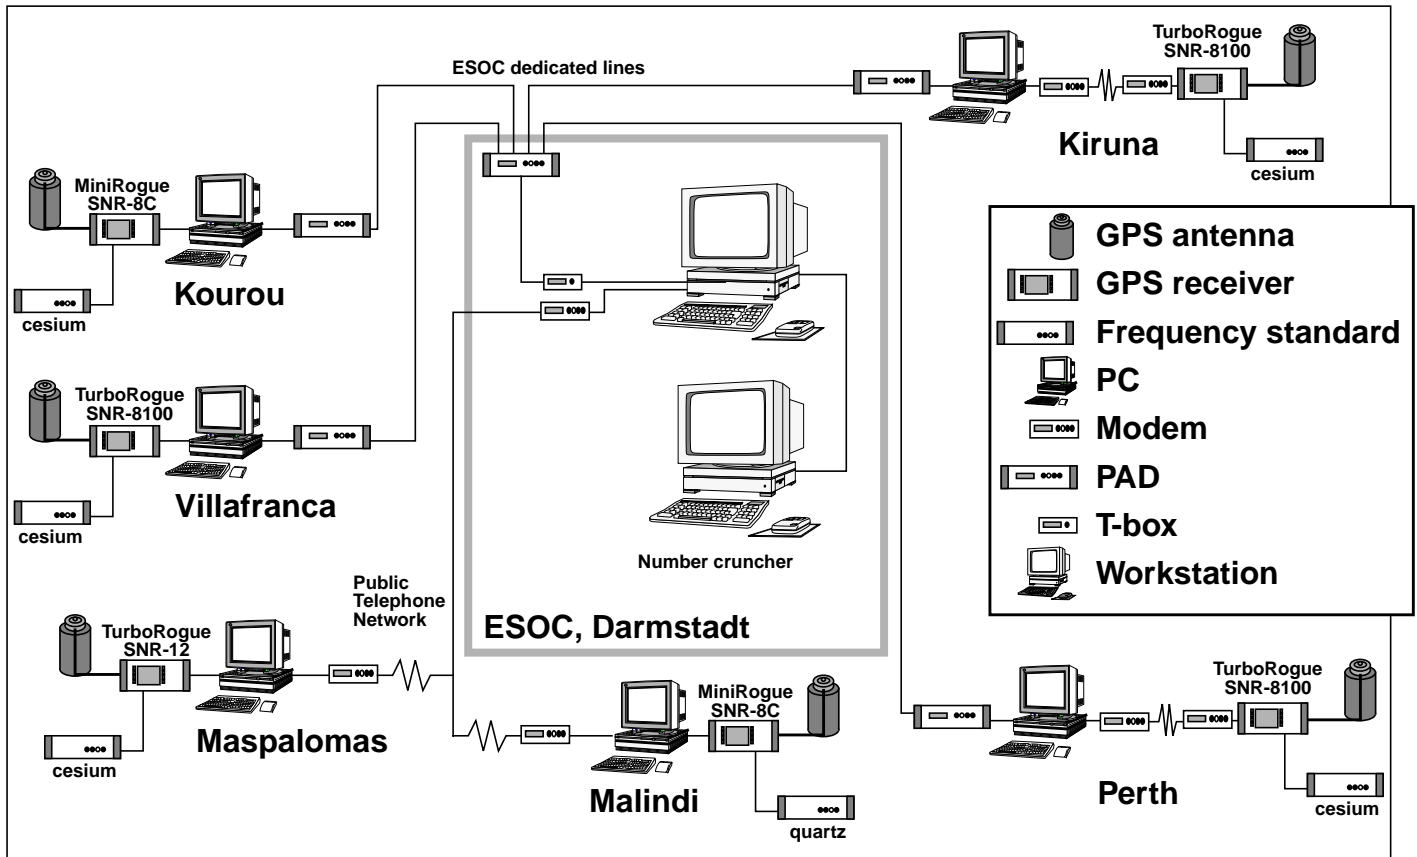 ESOC dedicated lines
TurboRogue
SNR-8100
Kiruna
cesium
MiniRogue
SNR-8C
Kourou
cesium
TurboRogue
SNR-8100
Villafranca
cesium
Number cruncher
ESOC, Darmstadt
Public
Telephone
Network
GPS antenna
GPS receiver
Frequency standard
PC
Modem
PAD
T-box
Workstation
TurboRogue
SNR-12
Maspalomas
cesium
MiniRogue
SNR-8C
Malindi
quartz
TurboRogue
SNR-8100
Perth
cesium